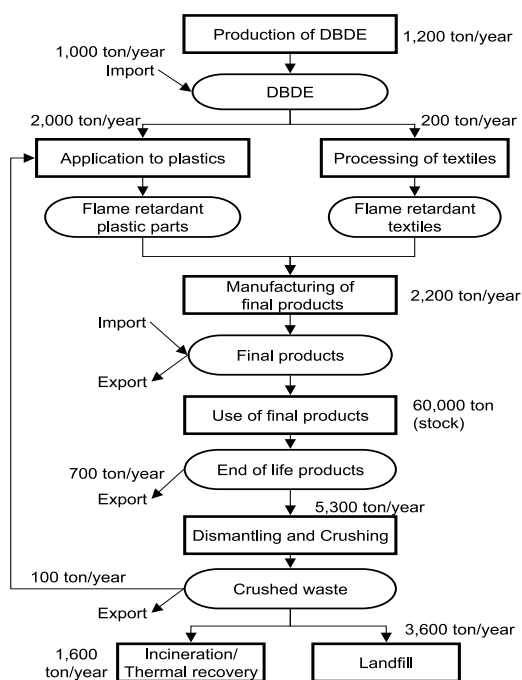 Production of DBDE
1,200 ton/year
1,000 ton/year
Import
DBDE
2,000 ton/year
200 ton/year
Application to plastics
Processing of textiles
Flame retardant
plastic parts
Flame retardant
textiles
Manufacturing of
final products
2,200 ton/year
Import
Final products
Export
60,000 ton
(stock)
Use of final products
700 ton/year
End of life products
Export
5,300 ton/year
Dismantling and Crushing
100 ton/year
Crushed waste
Export
3,600 ton/year
1,600
ton/year
Incineration/
Thermal recovery
Landfill